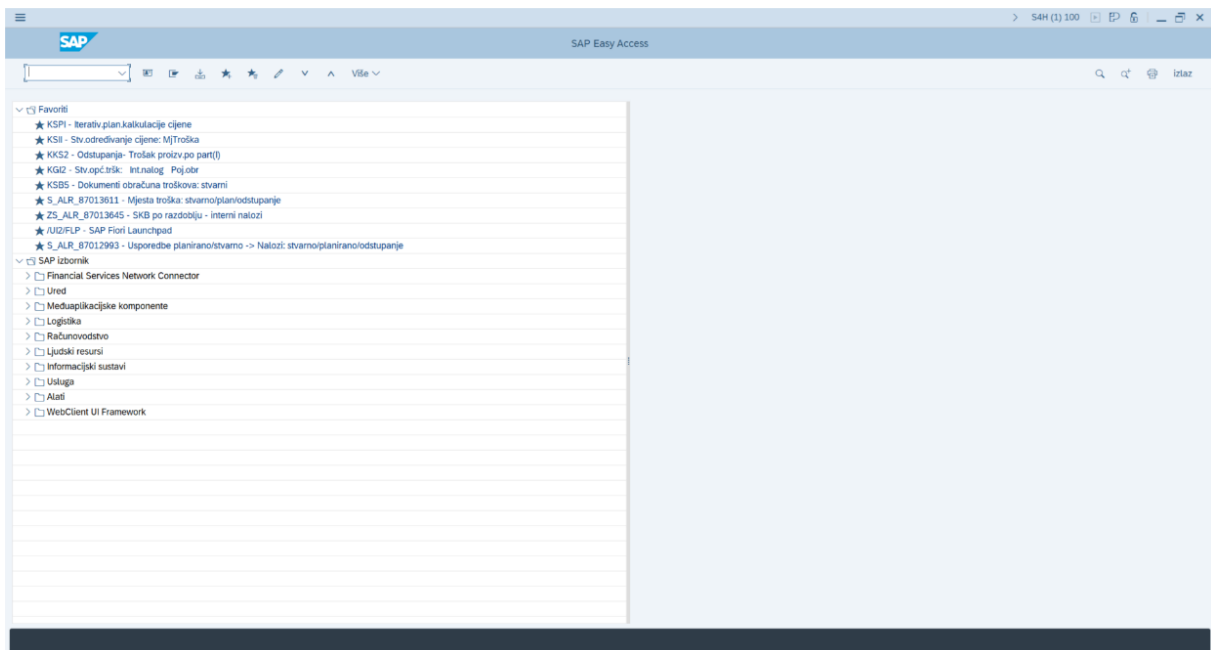 S4H (1) 100
SAP
SAP Easy Access
Više
izlaz
Favoriti
KSPI - Iterativ.plan.kalkulacije cijene
KSII - Stv.određivanje cijene: MjTroška
KKS2 - Odstupanja- Trošak proizv.po part(I)
KGI2 - Stv.opć.tršk: Int.nalog Poj.obr
KSB5 - Dokumenti obračuna troškova: stvarni
S_ALR_87013611 - Mjesta troška: stvarno/plan/odstupanje
ZS_ALR_87013645 - SKB po razdoblju - interni nalozi
/UI2/FLP - SAP Fiori Launchpad
S_ALR_87012993 - Usporedbe planirano/stvarno -> Nalozi: stvarno/planirano/odstupanje
SAP izbornik
Financial Services Network Connector
Ured
Međuaplikacijske komponente
Logistika
Računovodstvo
Ljudski resursi
Informacijski sustavi
Usluga
Alati
WebClient UI Framework